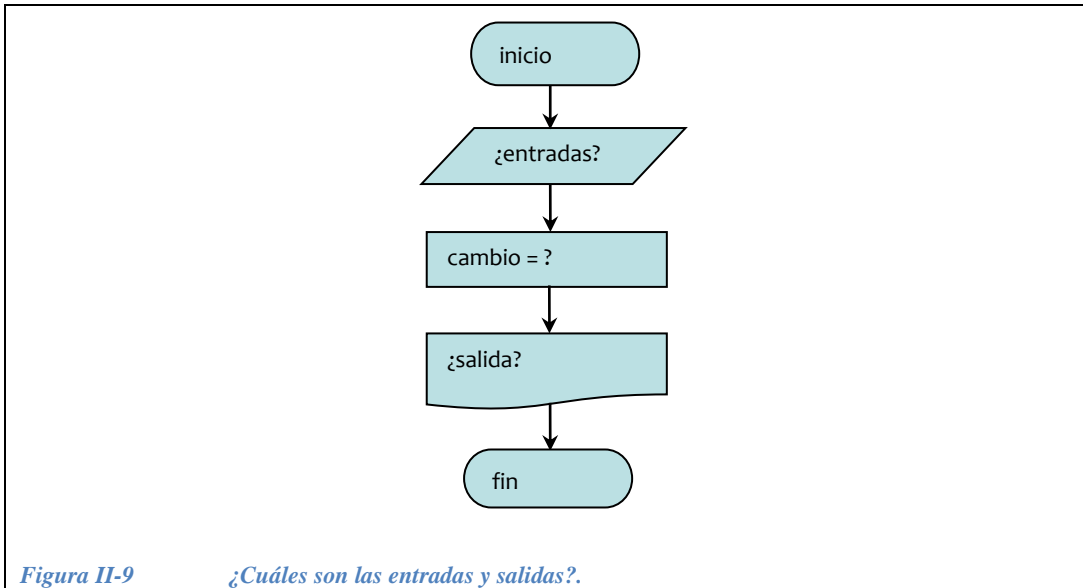 inicio
¿entradas?
cambio = ?
¿salida?
fin
Figura II-9 ¿Cuáles son las entradas y salidas?.